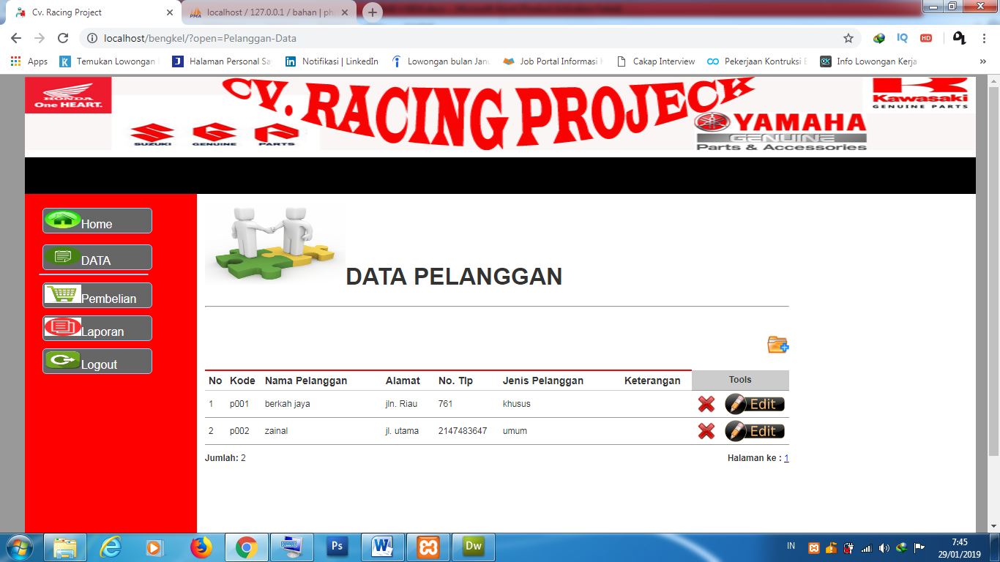 Cv. Racing Project
localhost / 127.0.0.1 / bahan | ph
localhost/bengkel/?open=Pelanggan-Data
IQ
HD
Apps
Temukan Lowongan
Halaman Personal Sa
Notifikasi | LinkedIn
Lowongan bulan Janu
Job Portal Informasi
Cakap Interview
Pekerjaan Kontruksi
Info Lowongan Kerja
HONDA
One HEART.
SUZUKI GENUINE PARTS
CV. RACING PROJECK
YAMAHA
GENUINE
Parts & Accessories
Kawasaki
GENUINE PARTS
Home
DATA
Pembelian
Laporan
Logout
DATA PELANGGAN
No Kode Nama Pelanggan Alamat No. Tlp Jenis Pelanggan Keterangan Tools
1 p001 berkah jaya jln. Riau 761 khusus Edit
2 p002 zainal jl. utama 2147483647 umum Edit
Jumlah: 2
Halaman ke : 1
Ps
W
Dw
IN
7:45
29/01/2019